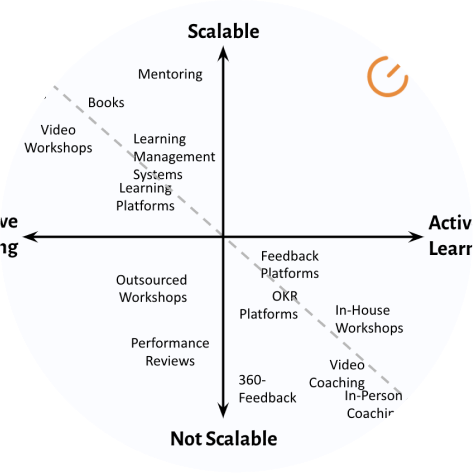 Scalable
Mentoring
Books
Video
Workshops
Learning
Management
Systems
Learning
Platforms
ve
ng
Activ
Learn
Feedback
Platforms
Outsourced
Workshops
OKR
Platforms
In-House
Workshops
Performance
Reviews
Video
Coaching
360-
Feedback
In-Person
Coachin
Not Scalable